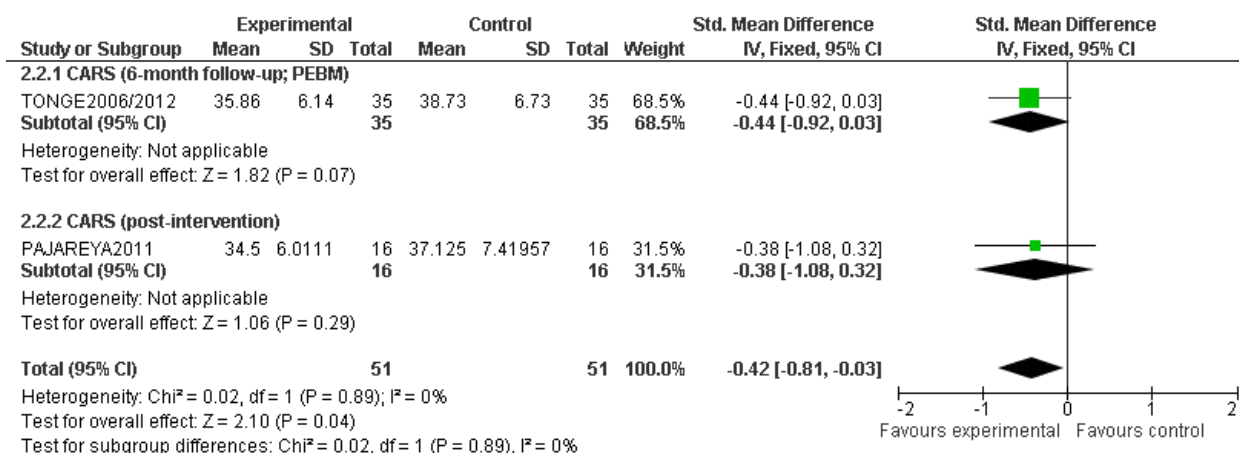 Experimental Control Std. Mean Difference Std. Mean Difference
Study or Subgroup Mean SD Total Mean SD Total Weight IV, Fixed, 95% CI IV, Fixed, 95% CI
2.2.1 CARS (6-month follow-up; PEBM)
TONGE2006/2012 35.86 6.14 35 38.73 6.73 35 68.5% -0.44 [-0.92, 0.03]
Subtotal (95% CI) 35 35 68.5% -0.44 [-0.92, 0.03]
Heterogeneity: Not applicable
Test for overall effect: Z = 1.82 (P = 0.07)
2.2.2 CARS (post-intervention)
PAJAREYA2011 34.5 6.0111 16 37.125 7.41957 16 31.5% -0.38 [-1.08, 0.32]
Subtotal (95% CI) 16 16 31.5% -0.38 [-1.08, 0.32]
Heterogeneity: Not applicable
Test for overall effect: Z = 1.06 (P = 0.29)
Total (95% CI) 51 51 100.0% -0.42 [-0.81, -0.03]
Heterogeneity: Chi² = 0.02, df = 1 (P = 0.89); I² = 0%
Test for overall effect: Z = 2.10 (P = 0.04)
Test for subgroup differences: Chi² = 0.02, df = 1 (P = 0.89), I² = 0%
-2 -1 0 1 2
Favours experimental Favours control